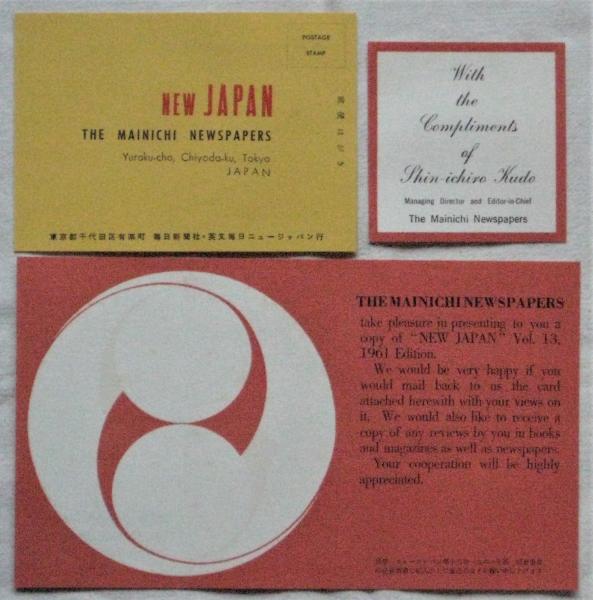 POSTAGE
STAMP
NEW JAPAN
THE MAINICHI NEWSPAPERS
Yuraku-cho, Chiyoda-ku, Tokyo
JAPAN
郵便はがき
東京都千代田区有楽町 毎日新聞社・英文毎日ニュージャパン行
With
the
Compliments
of
Shin-ichiro Kudo
Managing Director and Editor-in-Chief
The Mainichi Newspapers
THE MAINICHI NEWSPAPERS
take pleasure in presenting to you a
copy of "NEW JAPAN" Vol. 13,
1961 Edition.
We would be very happy if you
would mail back to us the card
attached herewith with your views on
it. We would also like to receive a
copy of any reviews by you in books
and magazines as well as newspapers.
Your cooperation will be highly
appreciated.